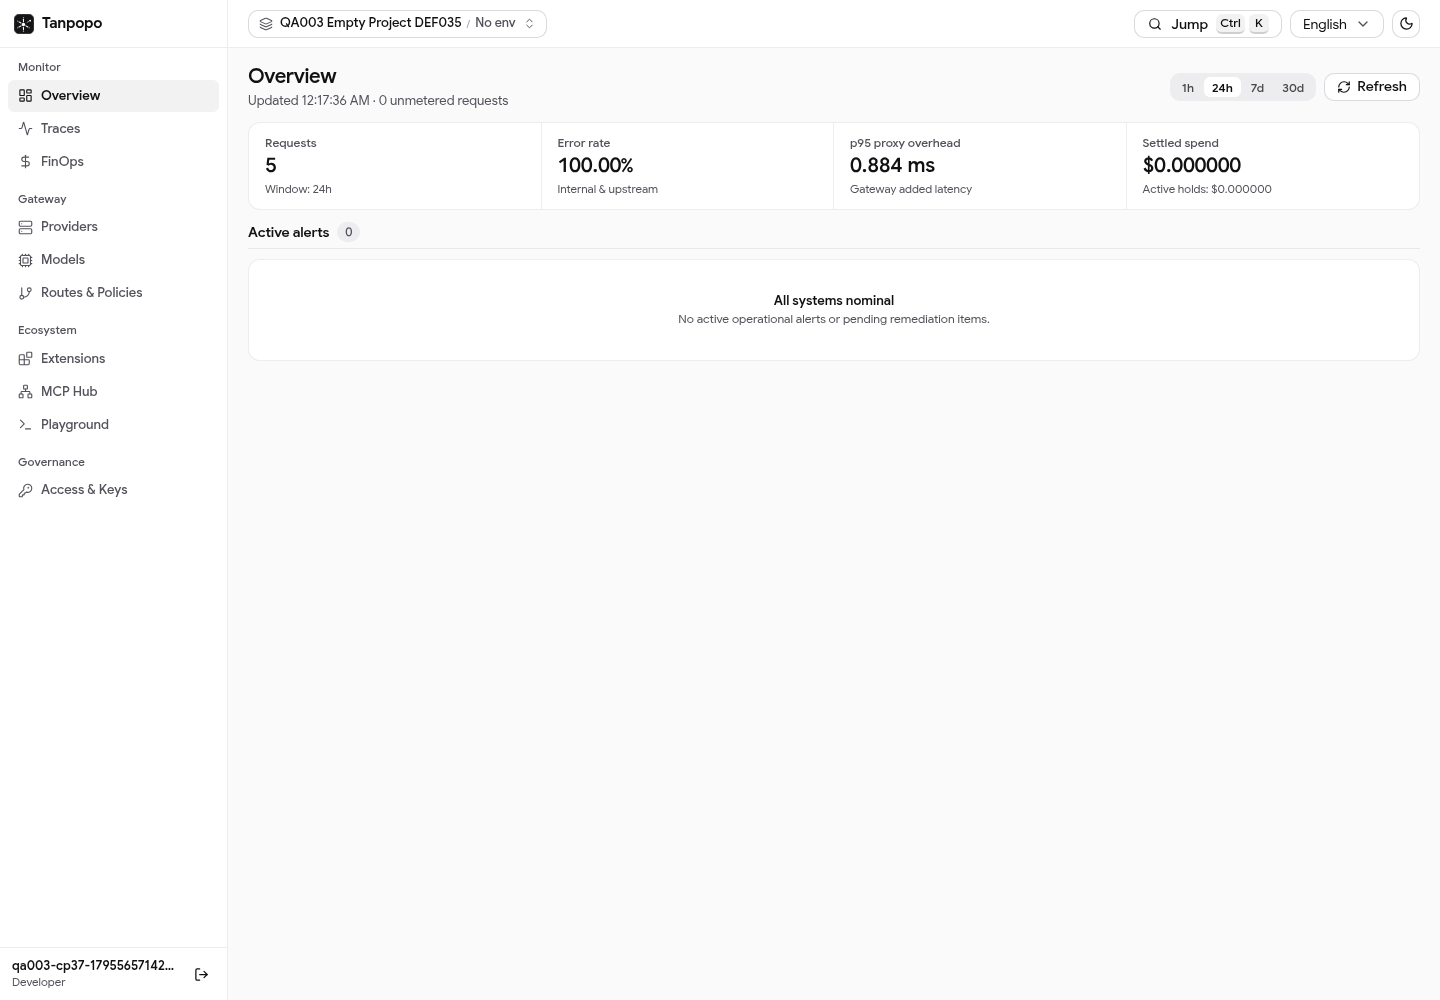 Tanpopo
QA003 Empty Project DEF035 / No env
Jump Ctrl K
English
Monitor
Overview
Traces
FinOps
Gateway
Providers
Models
Routes & Policies
Ecosystem
Extensions
MCP Hub
Playground
Governance
Access & Keys
qa003-cp37-17955657142...
Developer
Overview
Updated 12:17:36 AM · 0 unmetered requests
1h 24h 7d 30d
Refresh
Requests
5
Window: 24h
Error rate
100.00%
Internal & upstream
p95 proxy overhead
0.884 ms
Gateway added latency
Settled spend
$0.000000
Active holds: $0.000000
Active alerts 0
All systems nominal
No active operational alerts or pending remediation items.